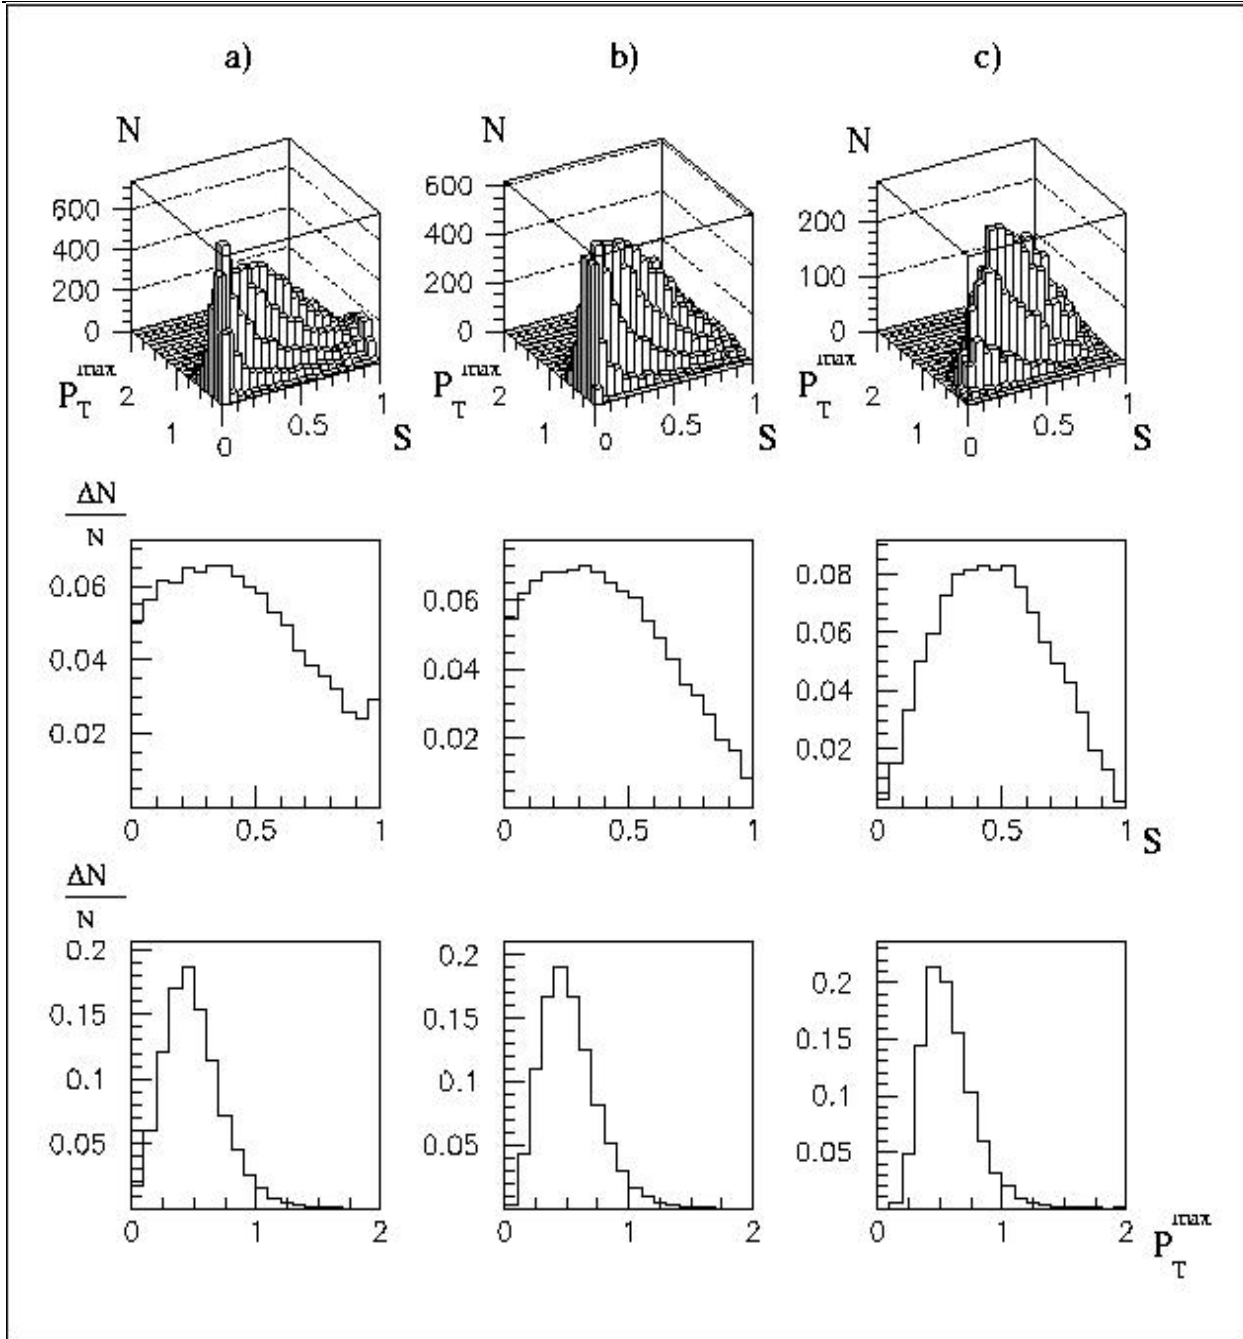 a) b) c)
N N N
600 600 200
400 400 100
200 200 0
0 0
P_T^max 2 1 0 0.5 1 S
P_T^max 2 1 0 0.5 1 S
P_T^max 2 1 0 0.5 1 S
ΔN
N
0.06 0.06 0.08
0.04 0.04 0.06
0.02 0.02 0.04
0.02
0 0.5 1 0 0.5 1 0 0.5 1 S
ΔN
N
0.2 0.2 0.2
0.15 0.15 0.15
0.1 0.1 0.1
0.05 0.05 0.05
0 1 2 0 1 2 0 1 2
P_T^max